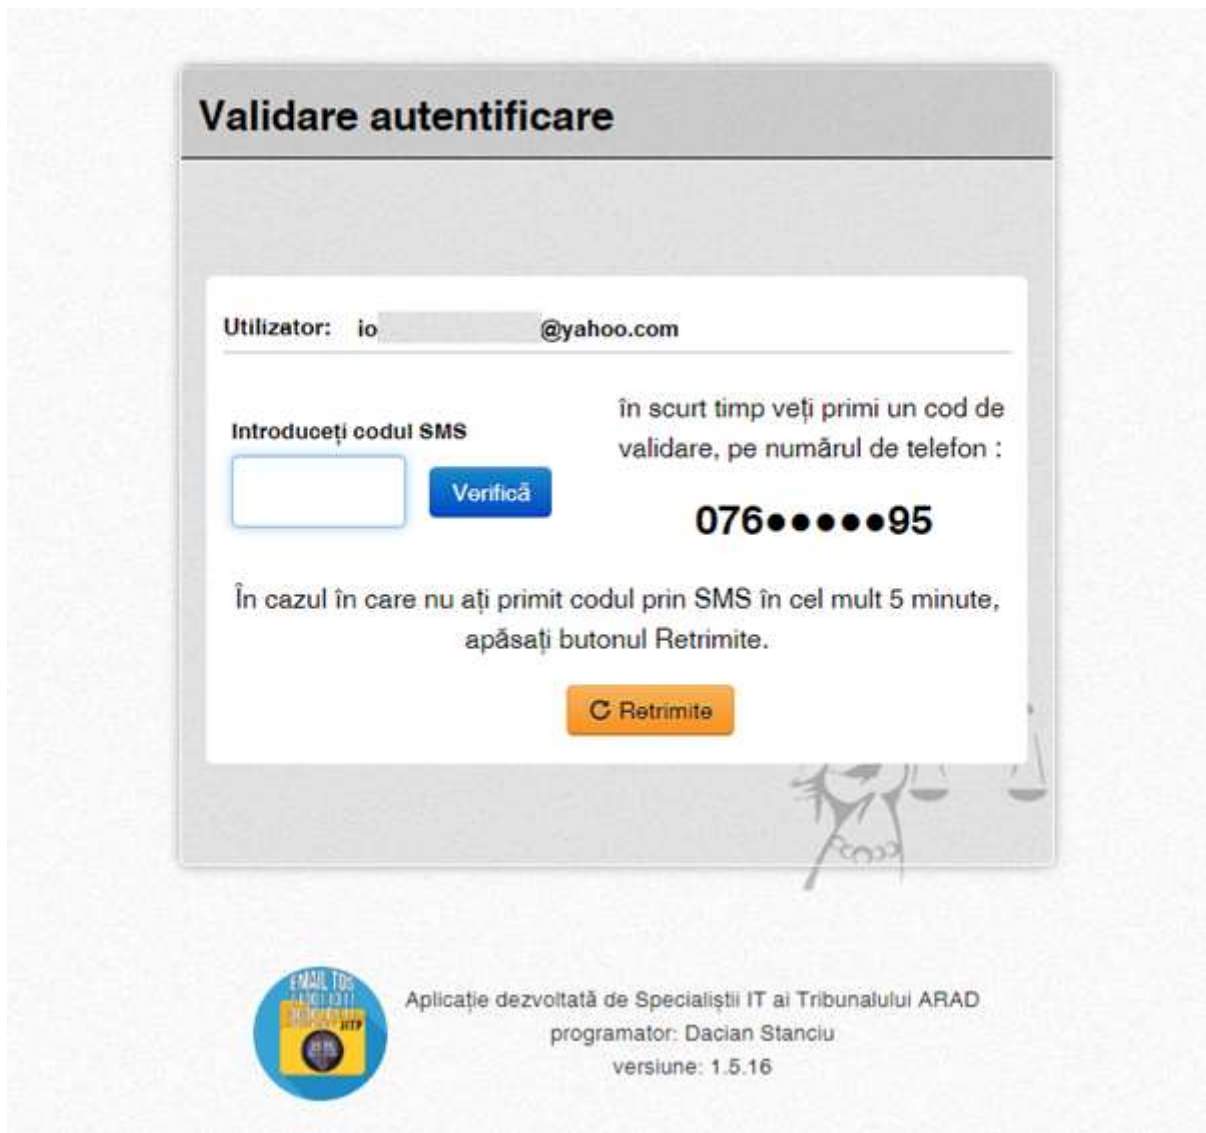 Validare autentificare
Utilizator: io @yahoo.com
în scurt timp veți primi un cod de
validare, pe numărul de telefon :
Introduceți codul SMS
Verifică
076●●●●●95
În cazul în care nu ați primit codul prin SMS în cel mult 5 minute,
apăsați butonul Retrimite.
Retrimite
EMAIL TDS
JITP
Aplicație dezvoltată de Specialiștii IT ai Tribunalului ARAD
programator: Dacian Stanciu
versiune: 1.5.16